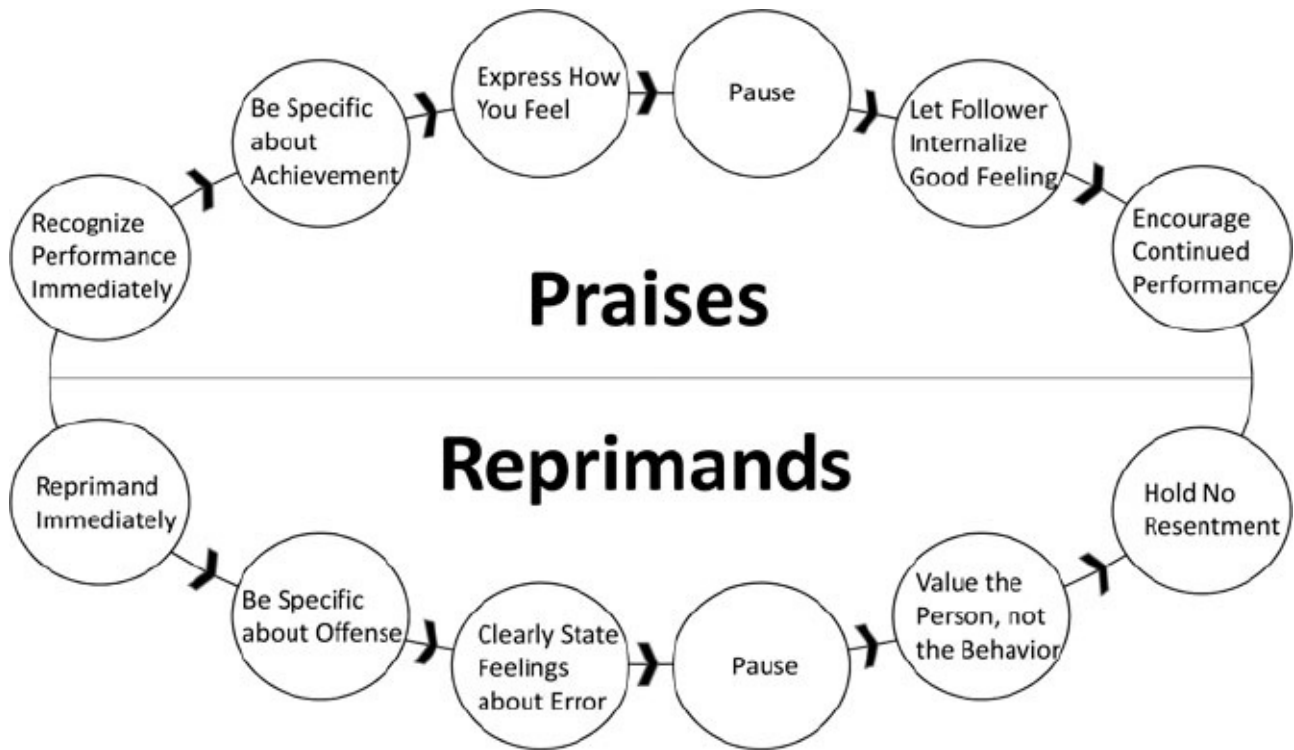 Recognize
Performance
Immediately
Be Specific
about
Achievement
Express How
You Feel
Pause
Let Follower
Internalize
Good Feeling
Encourage
Continued
Performance
Praises
Reprimands
Reprimand
Immediately
Be Specific
about Offense
Clearly State
Feelings
about Error
Pause
Value the
Person, not
the Behavior
Hold No
Resentment